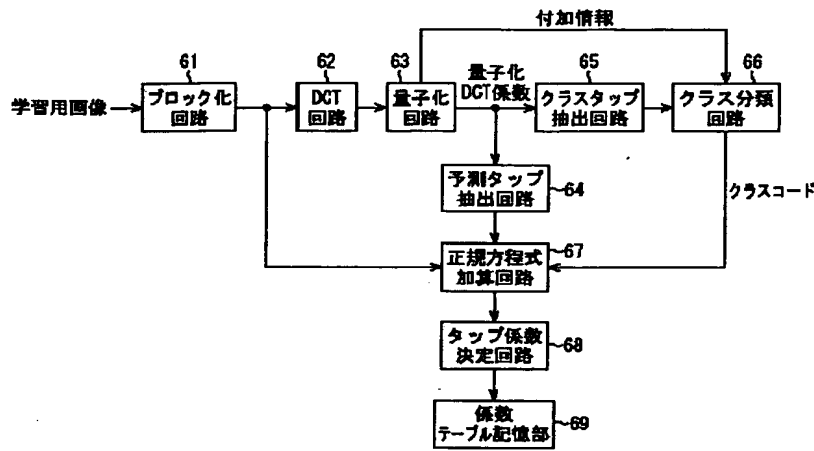 付加情報
61
62
63
量子化
DCT係数
65
66
学習用画像
ブロック化
回路
DCT
回路
量子化
回路
クラスタップ
抽出回路
クラス分類
回路
予測タップ
抽出回路
64
クラスコード
正規方程式
加算回路
67
タップ係数
決定回路
68
係数
テーブル記憶部
69